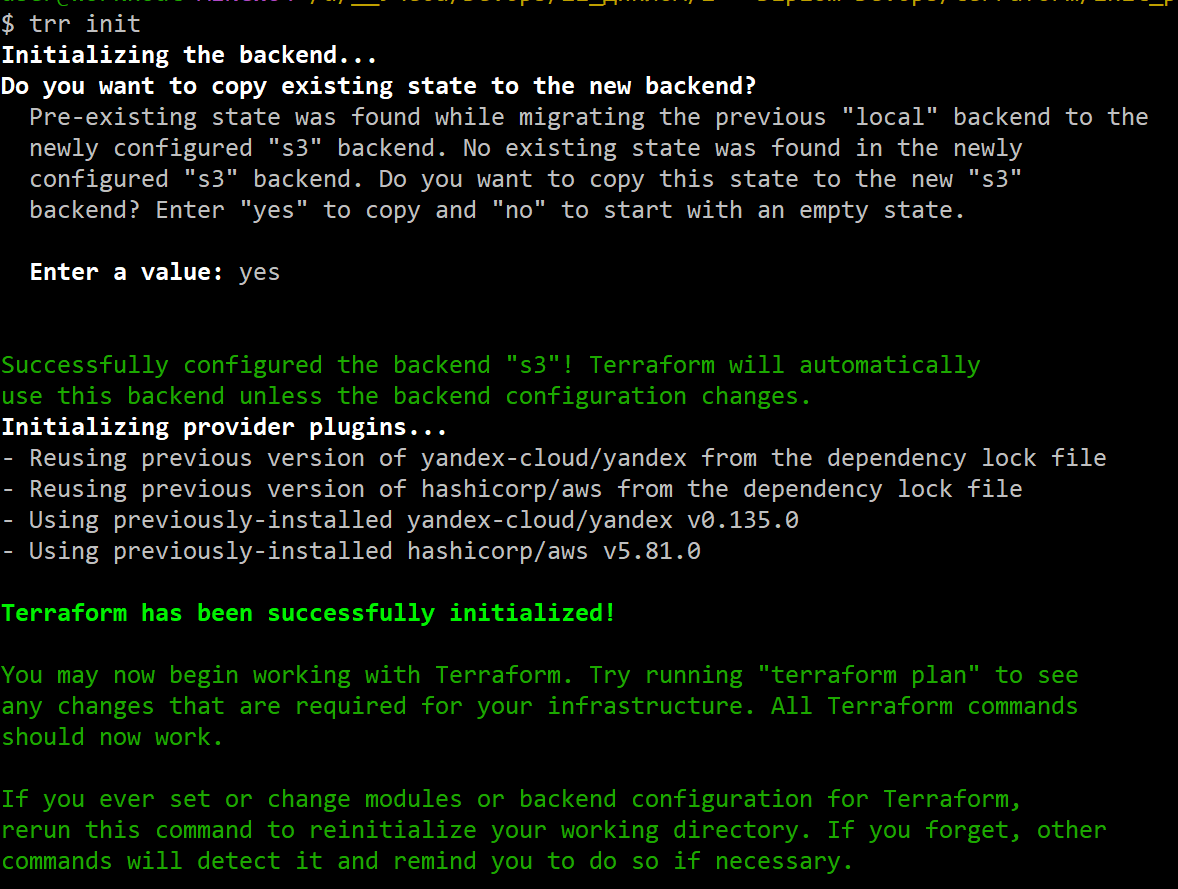 $ trr init
Initializing the backend...
Do you want to copy existing state to the new backend?
Pre-existing state was found while migrating the previous "local" backend to the
newly configured "s3" backend. No existing state was found in the newly
configured "s3" backend. Do you want to copy this state to the new "s3"
backend? Enter "yes" to copy and "no" to start with an empty state.
Enter a value: yes
Successfully configured the backend "s3"! Terraform will automatically
use this backend unless the backend configuration changes.
Initializing provider plugins...
- Reusing previous version of yandex-cloud/yandex from the dependency lock file
- Reusing previous version of hashicorp/aws from the dependency lock file
- Using previously-installed yandex-cloud/yandex v0.135.0
- Using previously-installed hashicorp/aws v5.81.0
Terraform has been successfully initialized!
You may now begin working with Terraform. Try running "terraform plan" to see
any changes that are required for your infrastructure. All Terraform commands
should now work.
If you ever set or change modules or backend configuration for Terraform,
rerun this command to reinitialize your working directory. If you forget, other
commands will detect it and remind you to do so if necessary.